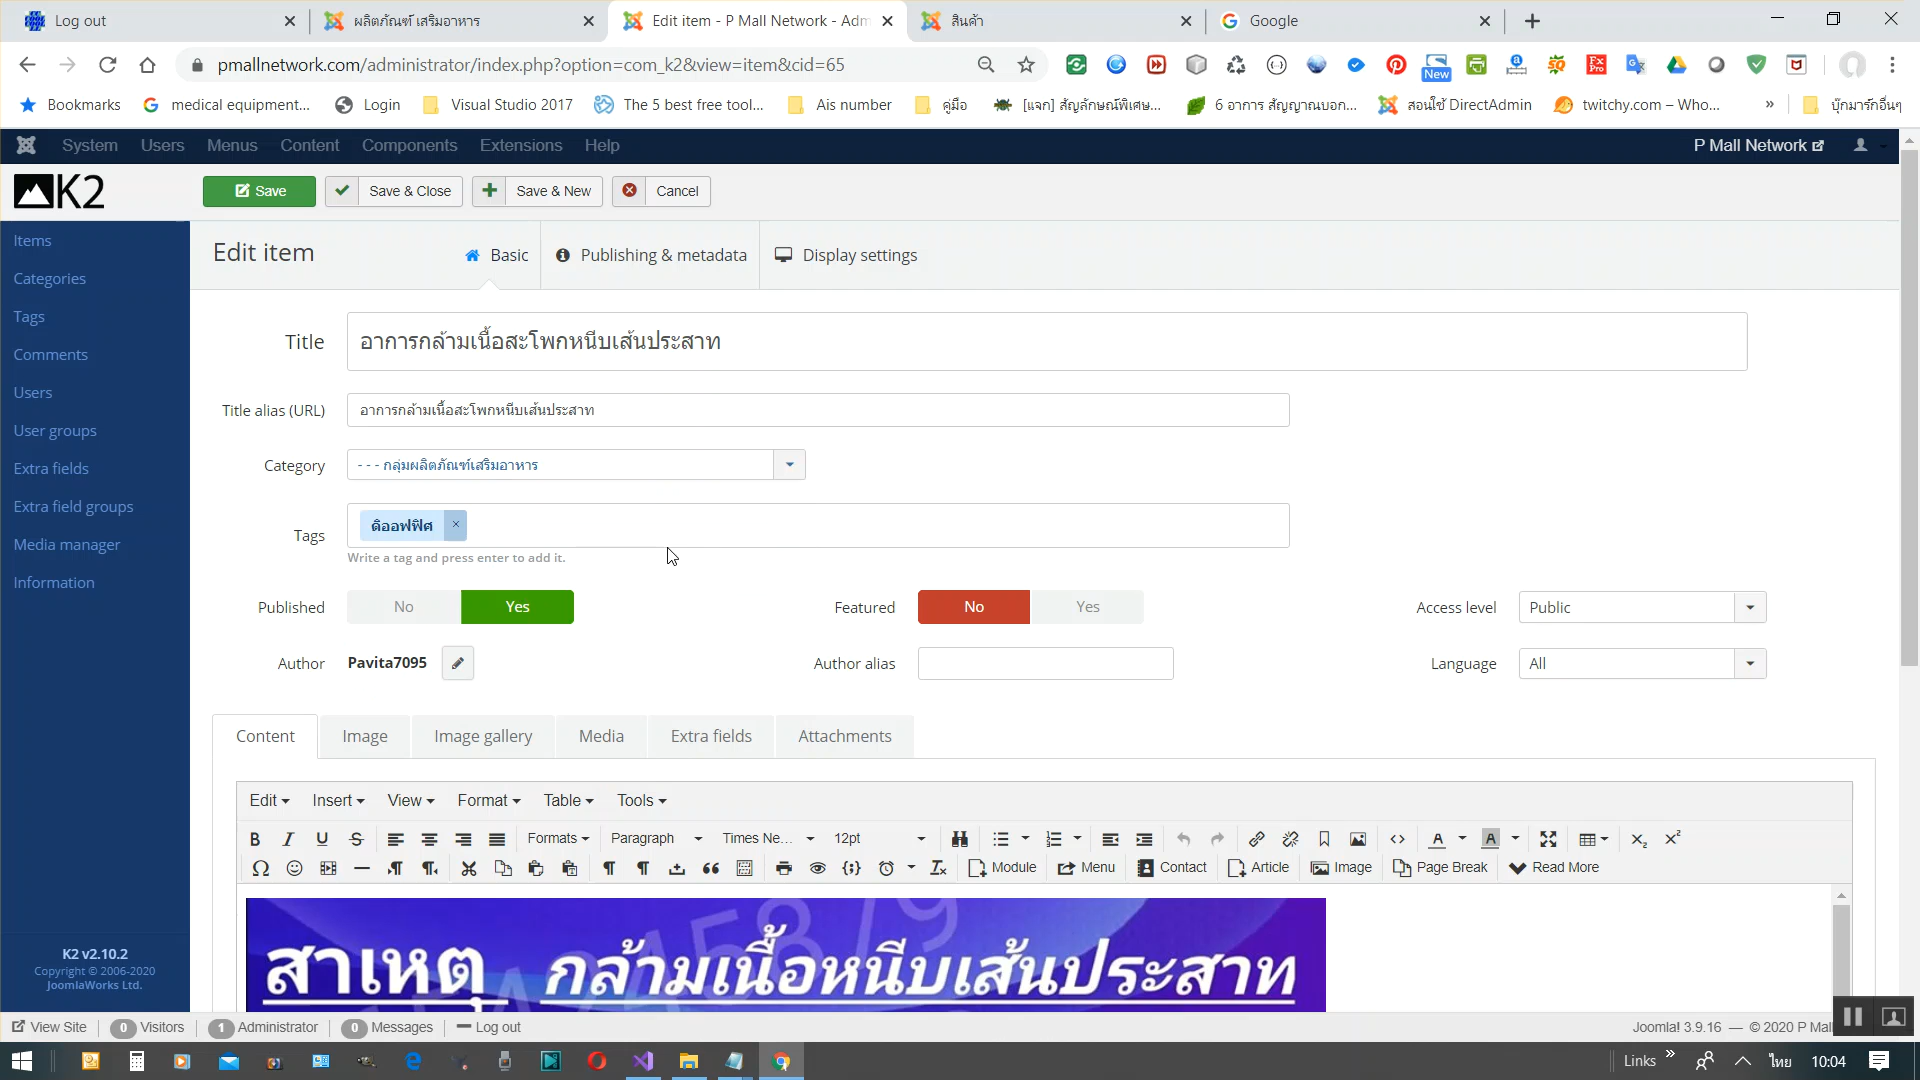 Log out
ผลิตภัณฑ์ เสริมอาหาร
Edit item - P Mall Network - Adm
สินค้า
Google
pmallnetwork.com/administrator/index.php?option=com_k2&view=item&cid=65
New
Fx Pro
Bookmarks
medical equipment...
Login
Visual Studio 2017
The 5 best free tool...
Ais number
คู่มือ
[แจก] สัญลักษณ์พิเศษ...
6 อาการ สัญญาณบอก...
สอนใช้ DirectAdmin
twitchy.com – Who...
»
บุ๊กมาร์กอื่นๆ
System
Users
Menus
Content
Components
Extensions
Help
P Mall Network
K2
Save
Save & Close
Save & New
Cancel
Items
Categories
Tags
Comments
Users
User groups
Extra fields
Extra field groups
Media manager
Information
K2 v2.10.2
Copyright © 2006-2020
JoomlaWorks Ltd.
Edit item
Basic
Publishing & metadata
Display settings
Title
อาการกล้ามเนื้อสะโพกหนีบเส้นประสาท
Title alias (URL)
อาการกล้ามเนื้อสะโพกหนีบเส้นประสาท
Category
- - - กลุ่มผลิตภัณฑ์เสริมอาหาร
Tags
ดิออฟฟิศ ×
Write a tag and press enter to add it.
Published
No
Yes
Featured
No
Yes
Access level
Public
Author
Pavita7095
Author alias
Language
All
Content
Image
Image gallery
Media
Extra fields
Attachments
Edit
Insert
View
Format
Table
Tools
Formats
Paragraph
Times Ne...
12pt
Module
Menu
Contact
Article
Image
Page Break
Read More
สาเหตุ กล้ามเนื้อหนีบเส้นประสาท
View Site
0 Visitors
1 Administrator
0 Messages
Log out
Joomla! 3.9.16 — © 2020 P Mall
Links »
ไทย
10:04